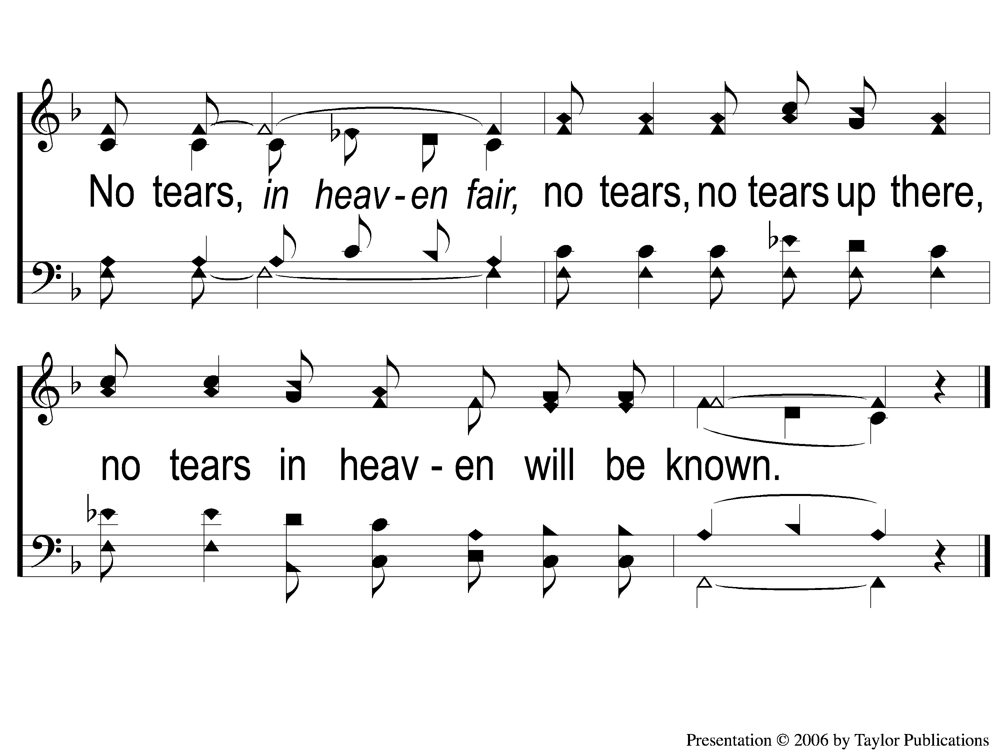 No tears, in heav - en fair, no tears, no tears up there,
no tears in heav - en will be known.
Presentation © 2006 by Taylor Publications